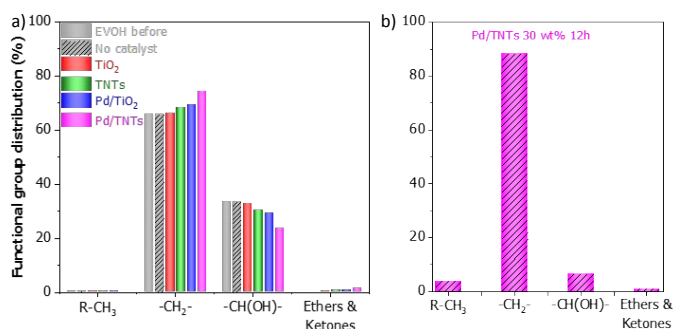 a)
Functional group distribution (%)
100
80
60
40
20
0
EVOH before
No catalyst
TiO₂
TNTs
Pd/TiO₂
Pd/TNTs
R-CH₃
-CH₂-
-CH(OH)-
Ethers &
Ketones
b)
100
80
60
40
20
0
Pd/TNTs 30 wt% 12h
R-CH₃
-CH₂-
-CH(OH)-
Ethers &
Ketones